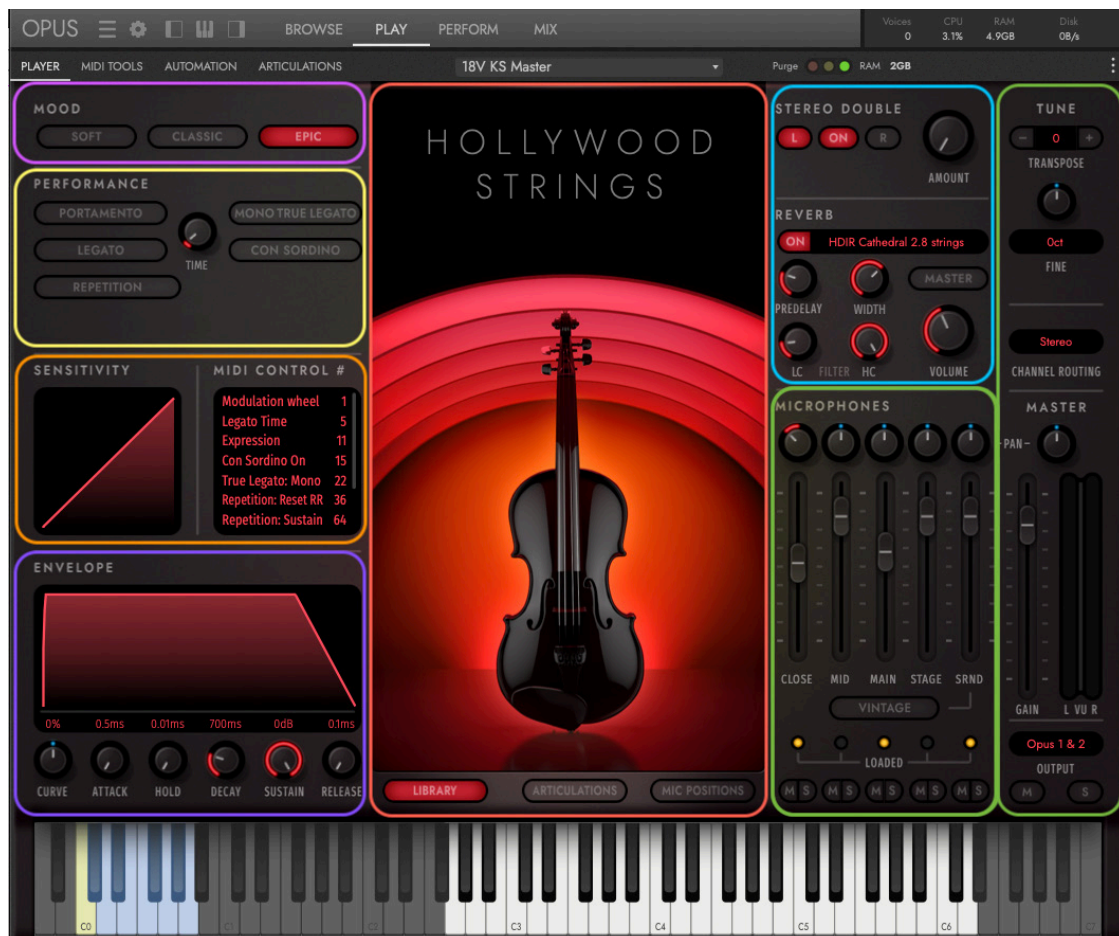 OPUS BROWSE PLAY PERFORM MIX
Voices CPU RAM Disk
0 3.1% 4.9GB 0B/s
PLAYER MIDI TOOLS AUTOMATION ARTICULATIONS 18V KS Master Purge RAM 2GB
MOOD
SOFT CLASSIC EPIC
PERFORMANCE
PORTAMENTO MONO TRUE LEGATO
LEGATO TIME CON SORDINO
REPETITION
SENSITIVITY
MIDI CONTROL #
Modulation wheel 1
Legato Time 5
Expression 11
Con Sordino On 15
True Legato: Mono 22
Repetition: Reset RR 36
Repetition: Sustain 64
ENVELOPE
0% 0.5ms 0.01ms 700ms 0dB 0.1ms
CURVE ATTACK HOLD DECAY SUSTAIN RELEASE
HOLLYWOOD
STRINGS
LIBRARY ARTICULATIONS MIC POSITIONS
STEREO DOUBLE
L ON R
AMOUNT
REVERB
ON HDIR Cathedral 2.8 strings
MASTER
PREDELAY WIDTH
LC FILTER HC VOLUME
MICROPHONES
CLOSE MID MAIN STAGE SRND
VINTAGE
LOADED
M S M S M S M S M S
TUNE
- 0 +
TRANSPOSE
0ct
FINE
Stereo
CHANNEL ROUTING
MASTER
-PAN-
GAIN L VU R
Opus 1 & 2
OUTPUT
M S
C0 C1 C2 C3 C4 C5 C6 C7